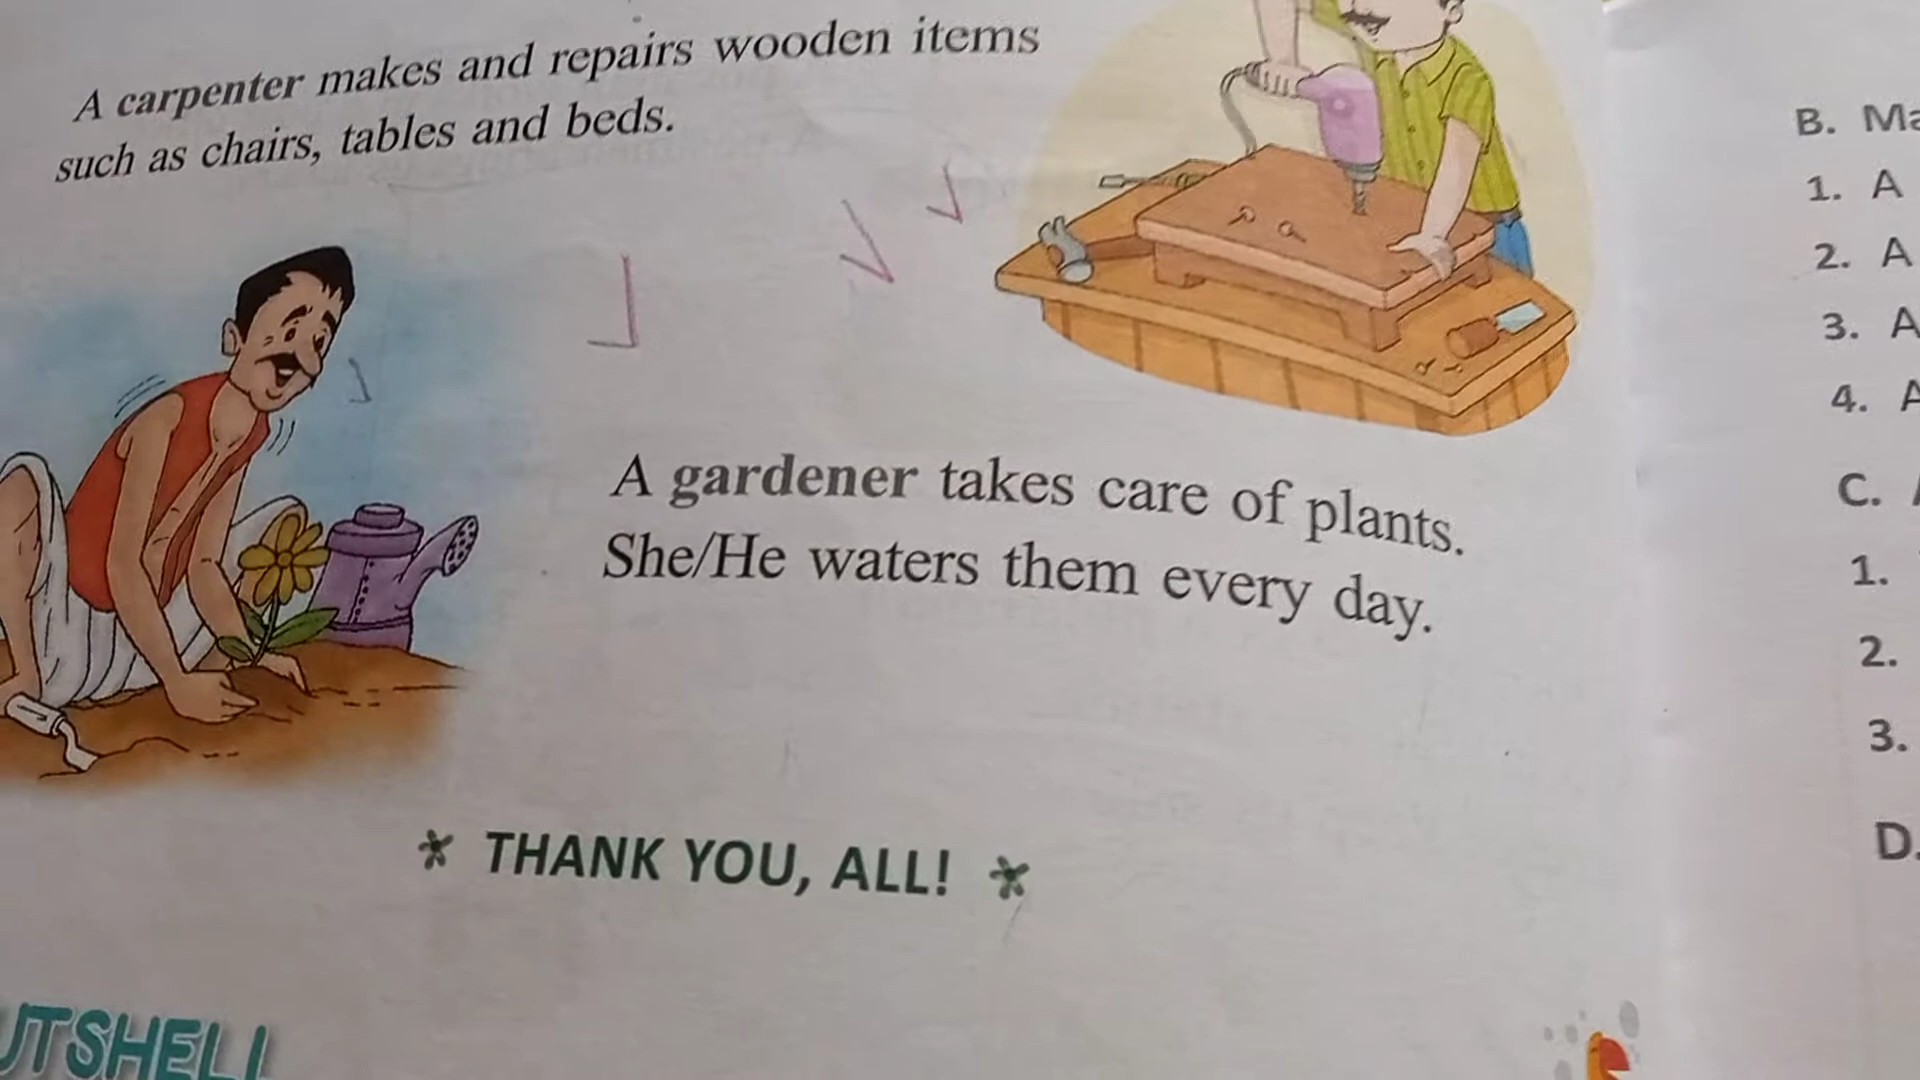 A carpenter makes and repairs wooden items
such as chairs, tables and beds.
A gardener takes care of plants.
She/He waters them every day.
* THANK YOU, ALL! *
UTSHELL
B. Ma
1. A
2. A
3. A
4. A
C.
1.
2.
3.
D.